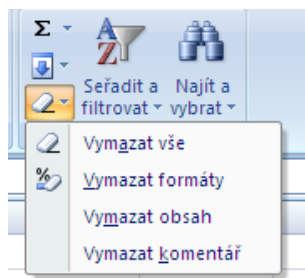 Σ
Seřadit a
filtrovat
Najít a
vybrat
Vymazat vše
Vymazat formáty
Vymazat obsah
Vymazat komentář